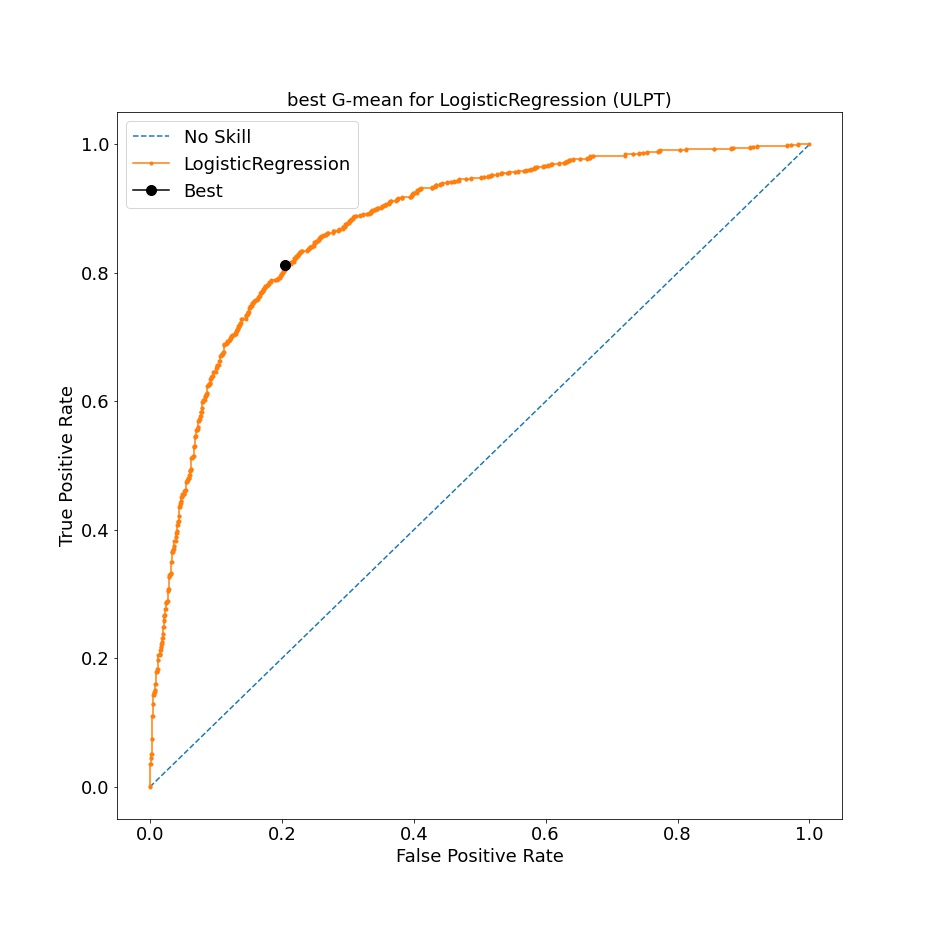 best G-mean for LogisticRegression (ULPT)
No Skill
LogisticRegression
Best
1.0
0.8
0.6
0.4
0.2
0.0
True Positive Rate
0.0 0.2 0.4 0.6 0.8 1.0
False Positive Rate